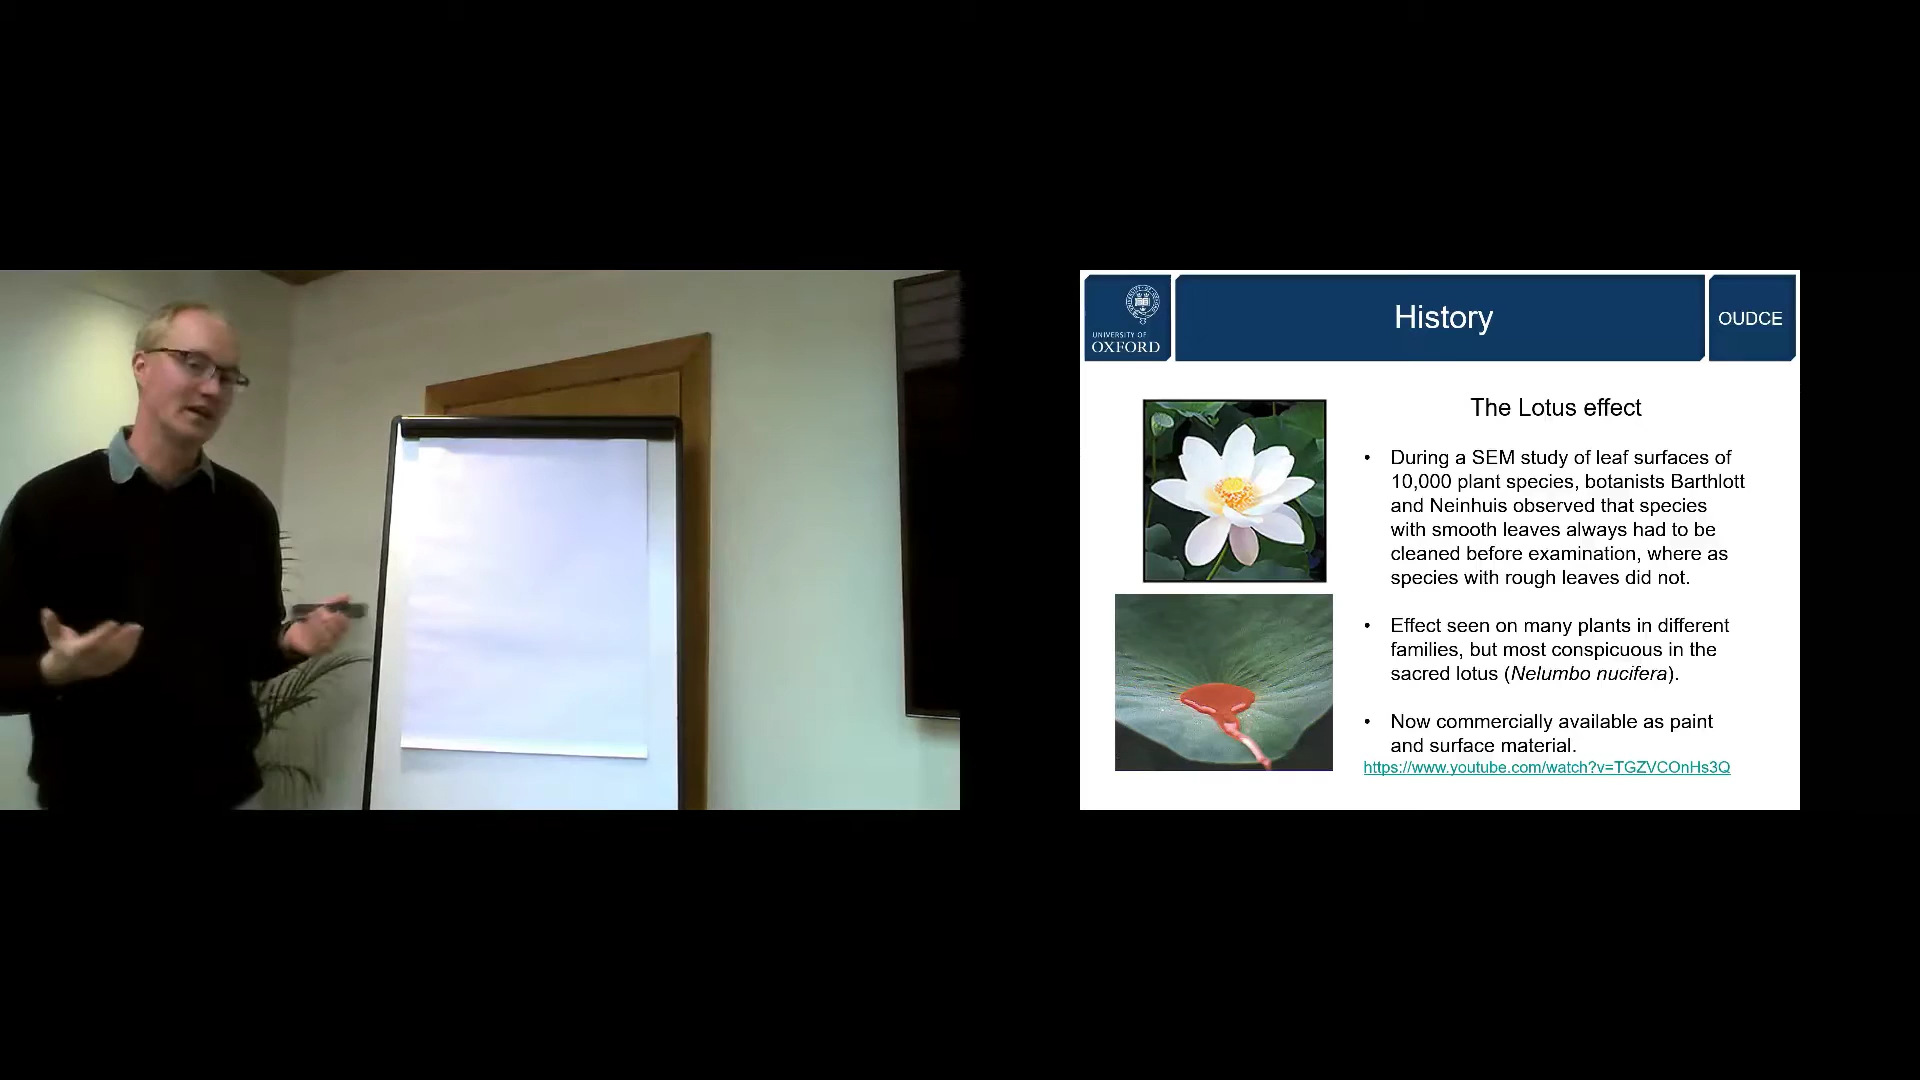 UNIVERSITY OF
OXFORD
History
OUDCE
The Lotus effect
• During a SEM study of leaf surfaces of
10,000 plant species, botanists Barthlott
and Neinhuis observed that species
with smooth leaves always had to be
cleaned before examination, where as
species with rough leaves did not.
• Effect seen on many plants in different
families, but most conspicuous in the
sacred lotus (Nelumbo nucifera).
• Now commercially available as paint
and surface material.
https://www.youtube.com/watch?v=TGZVCOnHs3Q